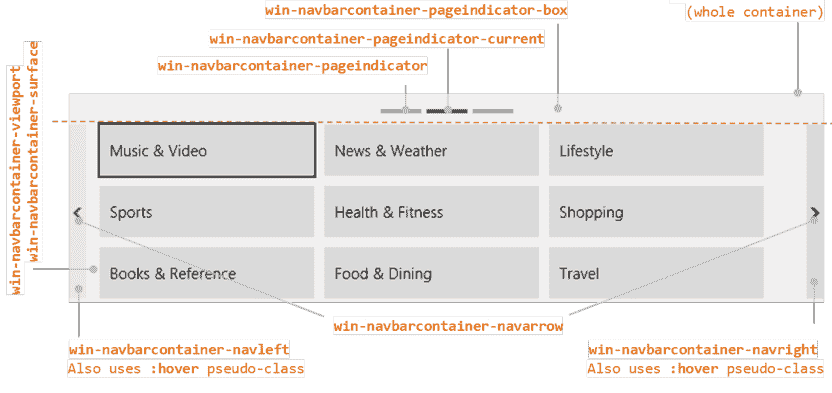 win-navbarcontainer-pageindicator-box
(whole container)
win-navbarcontainer-pageindicator-current
win-navbarcontainer-pageindicator
win-navbarcontainer-viewport
win-navbarcontainer-surface
Music & Video
News & Weather
Lifestyle
Sports
Health & Fitness
Shopping
Books & Reference
Food & Dining
Travel
win-navbarcontainer-navarrow
win-navbarcontainer-navleft
Also uses :hover pseudo-class
win-navbarcontainer-navright
Also uses :hover pseudo-class